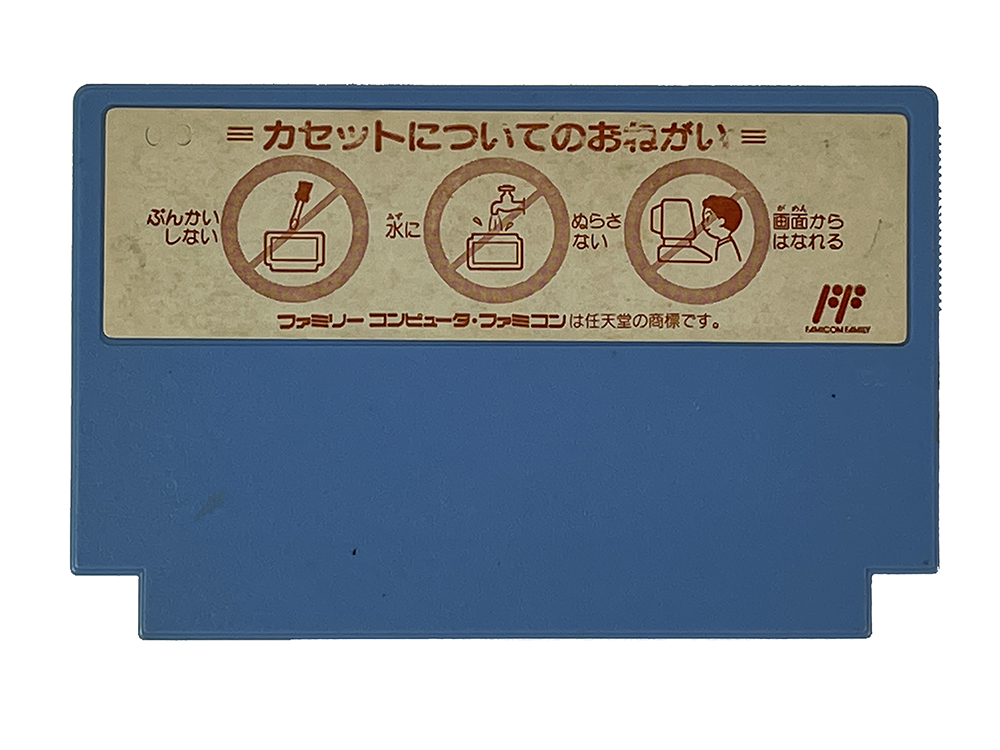 カセットについてのおねがい
ぶんかい
しない
みず
水に
ぬらさ
ない
が めん
画面から
はなれる
ファミリー コンピュータ・ファミコンは任天堂の商標です。
FAMICOM FAMILY